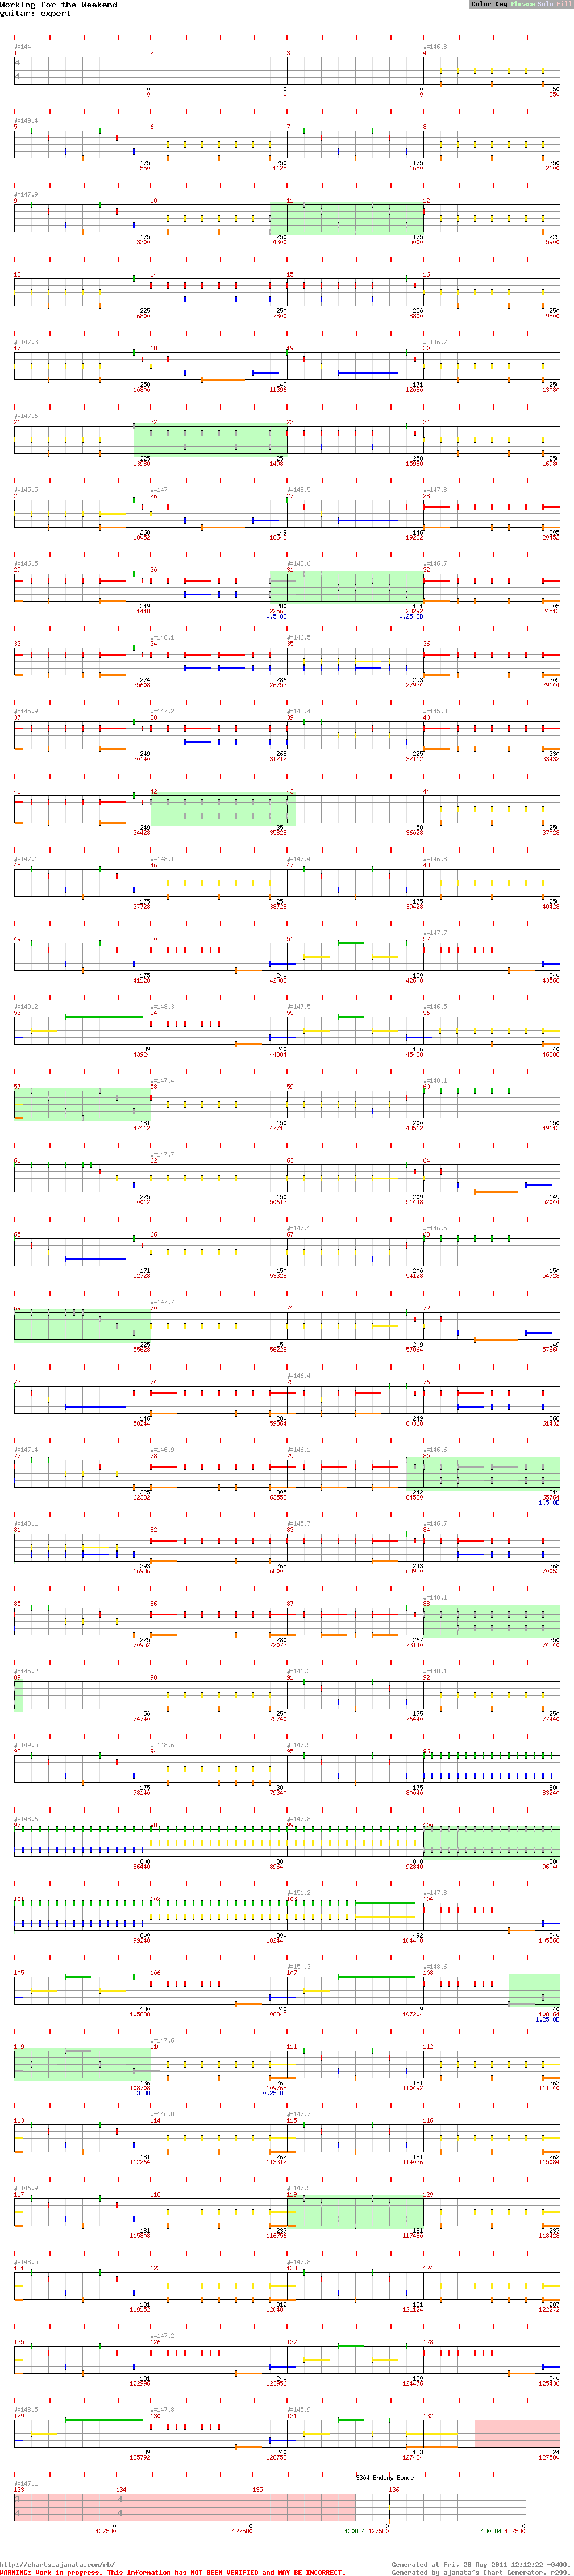 Working for the Weekend
guitar: expert
Color Key Phrase Solo Fill
♩=144 ♩=146.8
1 2 3 4
4
4
0 0 0 250
0 0 0 250
♩=149.4
5 6 7 8
175 250 175 250
550 1125 1650 2600
♩=147.9
9 10 11 12
175 250 175 225
3300 4300 5000 5900
13 14 15 16
225 250 250 250
6800 7800 8800 9800
♩=147.3 ♩=146.7
17 18 19 20
250 149 171 250
10800 11396 12080 13080
♩=147.6
21 22 23 24
225 250 250 250
13980 14980 15980 16980
♩=145.5 ♩=147 ♩=148.5 ♩=147.8
25 26 27 28
268 149 146 305
18052 18648 19232 20452
♩=146.5 ♩=148.6 ♩=146.7
29 30 31 32
249 280 181 305
21448 22568 23292 24512
0.5 OD 0.25 OD
♩=148.1 ♩=146.5
33 34 35 36
274 286 293 305
25608 26752 27924 29144
♩=145.9 ♩=147.2 ♩=148.4 ♩=145.8
37 38 39 40
249 268 225 330
30140 31212 32112 33432
41 42 43 44
249 350 50 250
34428 35828 36028 37028
♩=147.1 ♩=148.1 ♩=147.4 ♩=146.8
45 46 47 48
175 250 175 250
37728 38728 39428 40428
♩=147.7
49 50 51 52
175 240 130 240
41128 42088 42608 43568
♩=149.2 ♩=148.3 ♩=147.5 ♩=146.5
53 54 55 56
89 240 136 240
43924 44884 45428 46388
♩=147.4 ♩=148.1
57 58 59 60
181 150 200 150
47112 47712 48512 49112
♩=147.7
61 62 63 64
225 150 209 149
50012 50612 51448 52044
♩=147.1 ♩=146.5
65 66 67 68
171 150 200 150
52728 53328 54128 54728
♩=147.7
69 70 71 72
225 150 209 149
55628 56228 57064 57660
♩=146.4
73 74 75 76
146 280 249 268
58244 59364 60360 61432
♩=147.4 ♩=146.9 ♩=146.1 ♩=146.6
77 78 79 80
225 305 242 311
62332 63552 64520 65764
1.5 OD
♩=148.1 ♩=145.7 ♩=146.7
81 82 83 84
293 268 243 268
66936 68008 68980 70052
♩=148.1
85 86 87 88
225 280 267 350
70952 72072 73140 74540
♩=145.2 ♩=146.3 ♩=148.1
89 90 91 92
50 250 175 250
74740 75740 76440 77440
♩=149.5 ♩=148.6 ♩=147.5
93 94 95 96
175 300 175 800
78140 79340 80040 83240
♩=148.6 ♩=147.8
97 98 99 100
800 800 800 800
86440 89640 92840 96040
♩=151.2 ♩=147.8
101 102 103 104
800 800 492 240
99240 102440 104408 105368
♩=150.3 ♩=148.6
105 106 107 108
130 240 89 240
105888 106848 107204 108164
1.25 OD
♩=147.6
109 110 111 112
136 265 181 262
108708 109768 110492 111540
3 OD 0.25 OD
♩=146.8 ♩=147.7
113 114 115 116
181 262 181 262
112264 113312 114036 115084
♩=146.9 ♩=147.5
117 118 119 120
181 237 181 237
115808 116756 117480 118428
♩=148.5 ♩=147.8
121 122 123 124
181 312 181 287
119152 120400 121124 122272
♩=147.2
125 126 127 128
181 240 130 240
122996 123956 124476 125436
♩=148.5 ♩=147.8 ♩=145.9
129 130 131 132
89 240 183 24
125792 126752 127484 127580
3304 Ending Bonus
♩=147.1
133 134 135 136
3 4
4 4
0 0 0 0
127580 127580 130884 127580 130884 127580
http://charts.ajanata.com/rb/
WARNING: Work in progress. This information has NOT BEEN VERIFIED and MAY BE INCORRECT.
Generated at Fri, 26 Aug 2011 12:12:22 -0400,
Generated by ajanata's Chart Generator, r299,